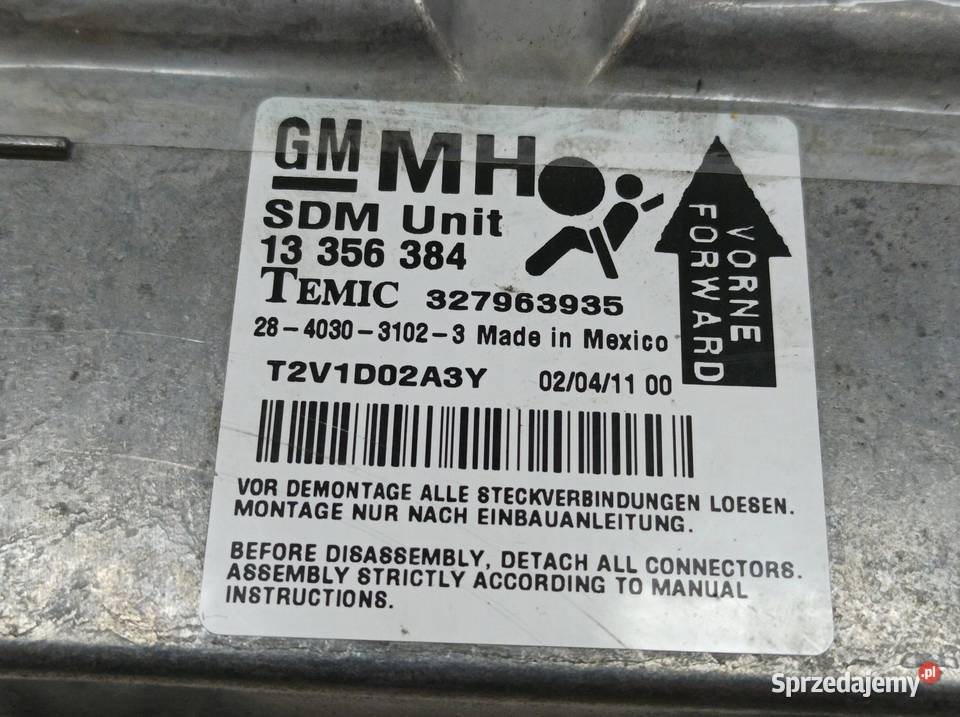 GM MH
SDM Unit
13 356 384
TEMIC 327963935
28-4030-3102-3 Made in Mexico
T2V1D02A3Y 02/04/11 00
VORNE
FORWARD
VOR DEMONTAGE ALLE STECKVERBINDUNGEN LOESEN.
MONTAGE NUR NACH EINBAUANLEITUNG.
BEFORE DISASSEMBLY, DETACH ALL CONNECTORS.
ASSEMBLY STRICTLY ACCORDING TO MANUAL
INSTRUCTIONS.
Sprzedajemy.pl